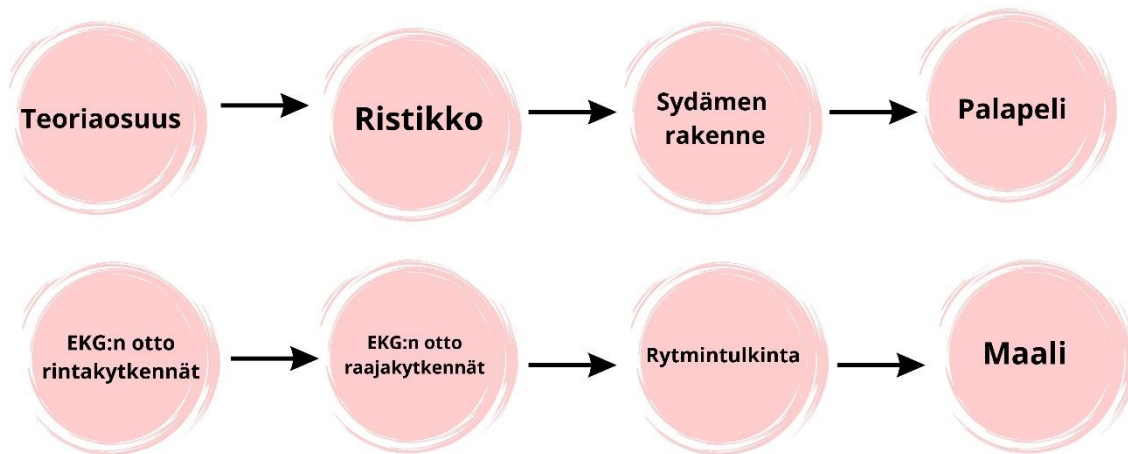 Teoriaosuus
Ristikko
Sydämen
rakenne
Palapeli
EKG:n otto
rintakytkennät
EKG:n otto
raajakytkennät
Rytmintulkinta
Maali